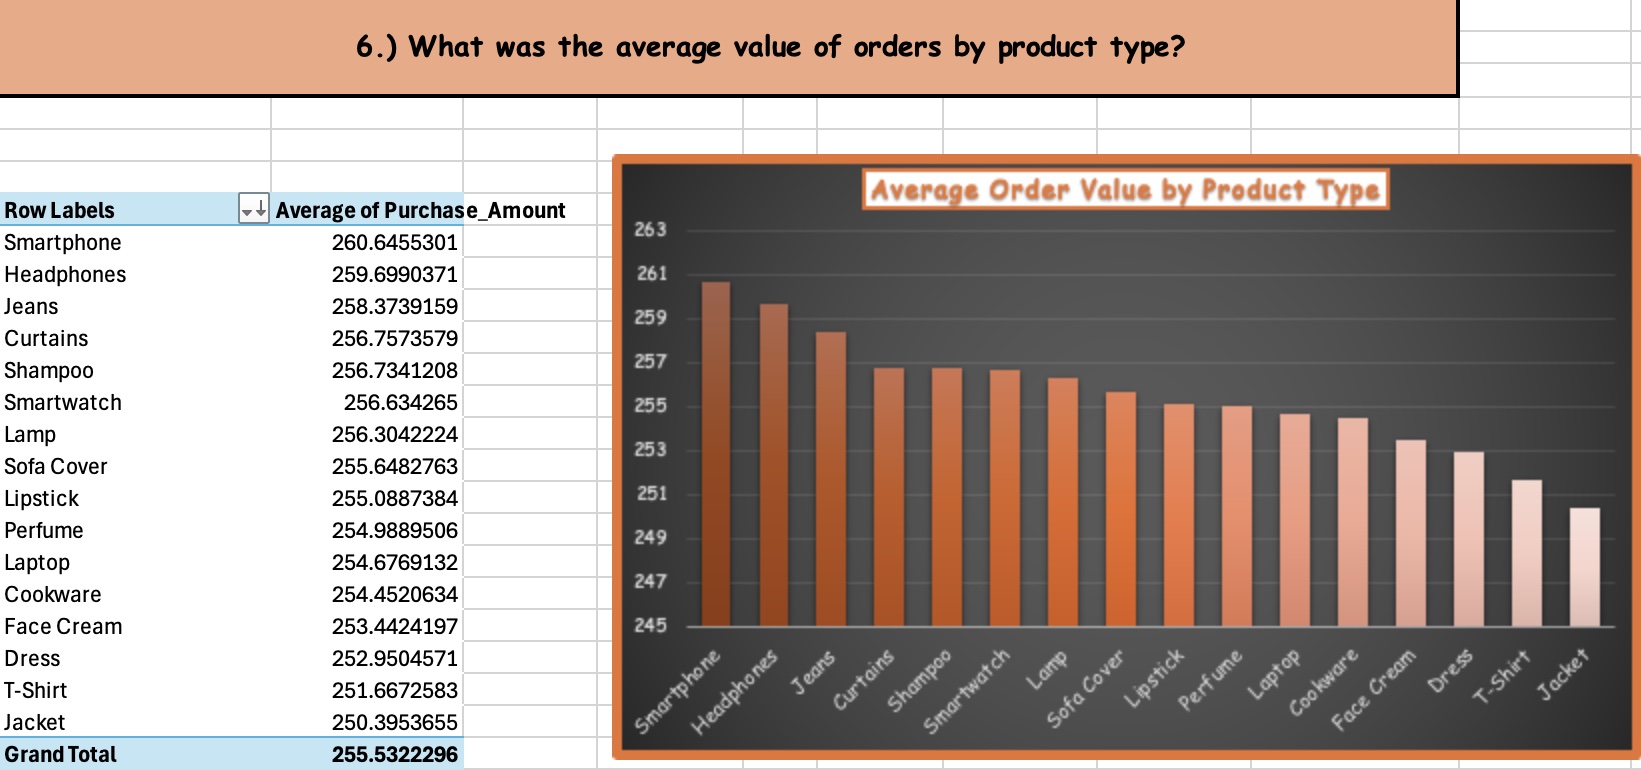 6.) What was the average value of orders by product type?
Row Labels Average of Purchase_Amount
Smartphone 260.6455301
Headphones 259.6990371
Jeans 258.3739159
Curtains 256.7573579
Shampoo 256.7341208
Smartwatch 256.634265
Lamp 256.3042224
Sofa Cover 255.6482763
Lipstick 255.0887384
Perfume 254.9889506
Laptop 254.6769132
Cookware 254.4520634
Face Cream 253.4424197
Dress 252.9504571
T-Shirt 251.6672583
Jacket 250.3953655
Grand Total 255.5322296
Average Order Value by Product Type
263
261
259
257
255
253
251
249
247
245
Smartphone
Headphones
Jeans
Curtains
Shampoo
Smartwatch
Lamp
Sofa Cover
Lipstick
Perfume
Laptop
Cookware
Face Cream
Dress
T-Shirt
Jacket